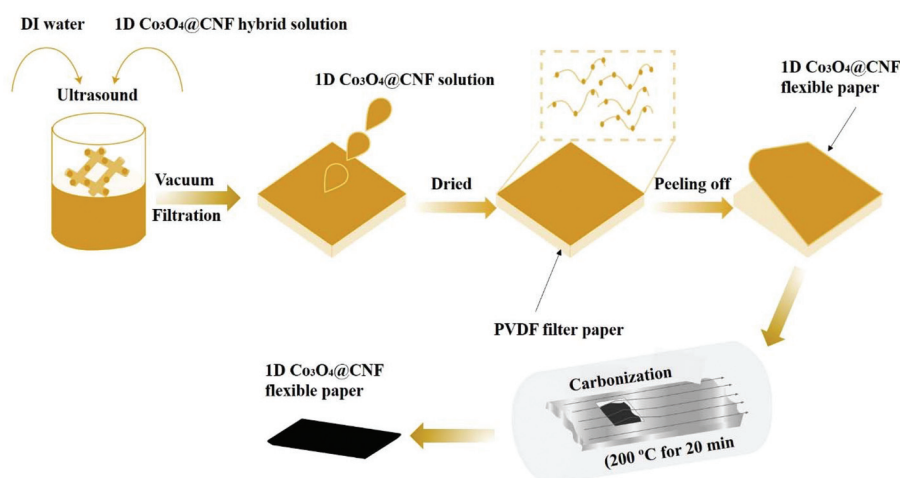 DI water
1D Co₃O₄@CNF hybrid solution
Ultrasound
Vacuum
Filtration
1D Co₃O₄@CNF solution
Dried
Peeling off
1D Co₃O₄@CNF
flexible paper
PVDF filter paper
Carbonization
(200 ºC for 20 min
1D Co₃O₄@CNF
flexible paper